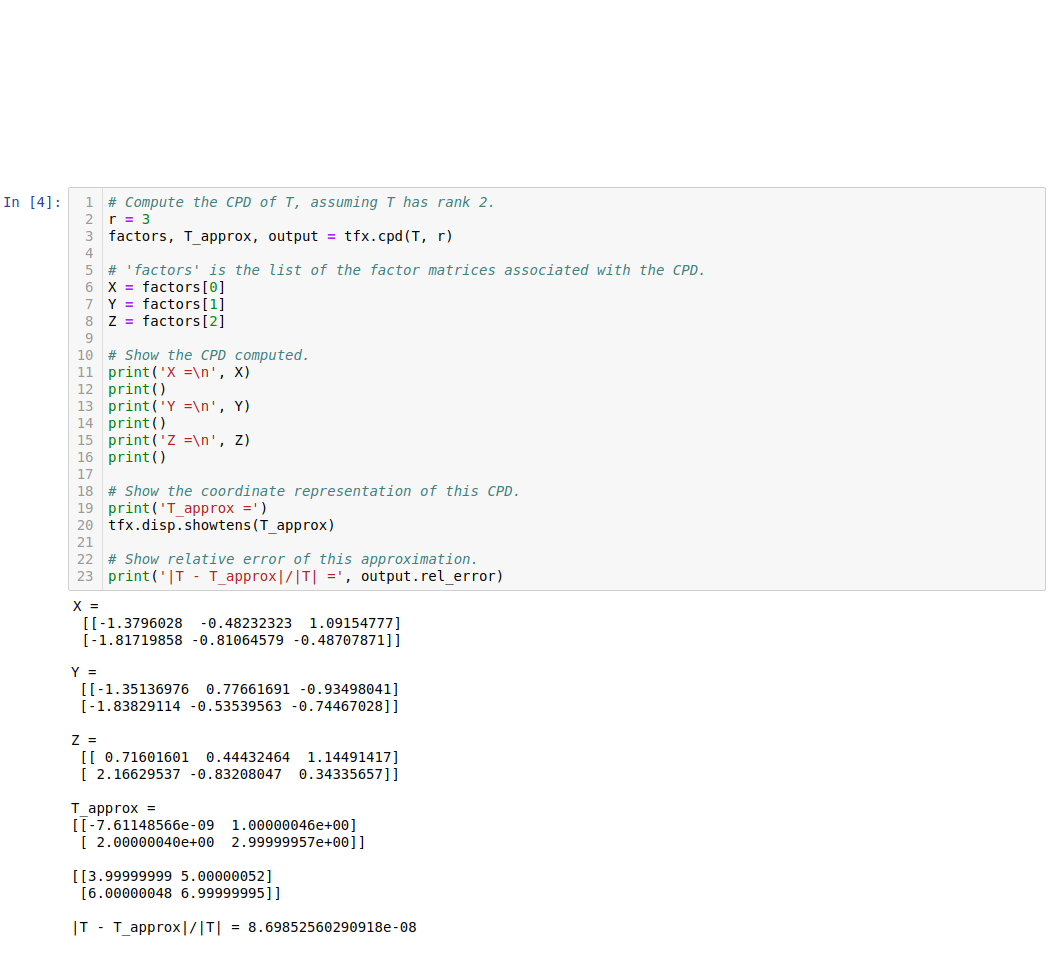 In [4]:
1 # Compute the CPD of T, assuming T has rank 2.
2 r = 3
3 factors, T_approx, output = tfx.cpd(T, r)
4
5 # 'factors' is the list of the factor matrices associated with the CPD.
6 X = factors[0]
7 Y = factors[1]
8 Z = factors[2]
9
10 # Show the CPD computed.
11 print('X =\n', X)
12 print()
13 print('Y =\n', Y)
14 print()
15 print('Z =\n', Z)
16 print()
17
18 # Show the coordinate representation of this CPD.
19 print('T_approx =')
20 tfx.disp.showtens(T_approx)
21
22 # Show relative error of this approximation.
23 print('|T - T_approx|/|T| =', output.rel_error)
X =
[[-1.3796028 -0.48232323 1.09154777]
[-1.81719858 -0.81064579 -0.48707871]]
Y =
[[-1.35136976 0.77661691 -0.93498041]
[-1.83829114 -0.53539563 -0.74467028]]
Z =
[[ 0.71601601 0.44432464 1.14491417]
[ 2.16629537 -0.83208047 0.34335657]]
T_approx =
[[-7.61148566e-09 1.00000046e+00]
[ 2.00000040e+00 2.99999957e+00]]
[[3.99999999 5.00000052]
[6.00000048 6.99999995]]
|T - T_approx|/|T| = 8.69852560290918e-08